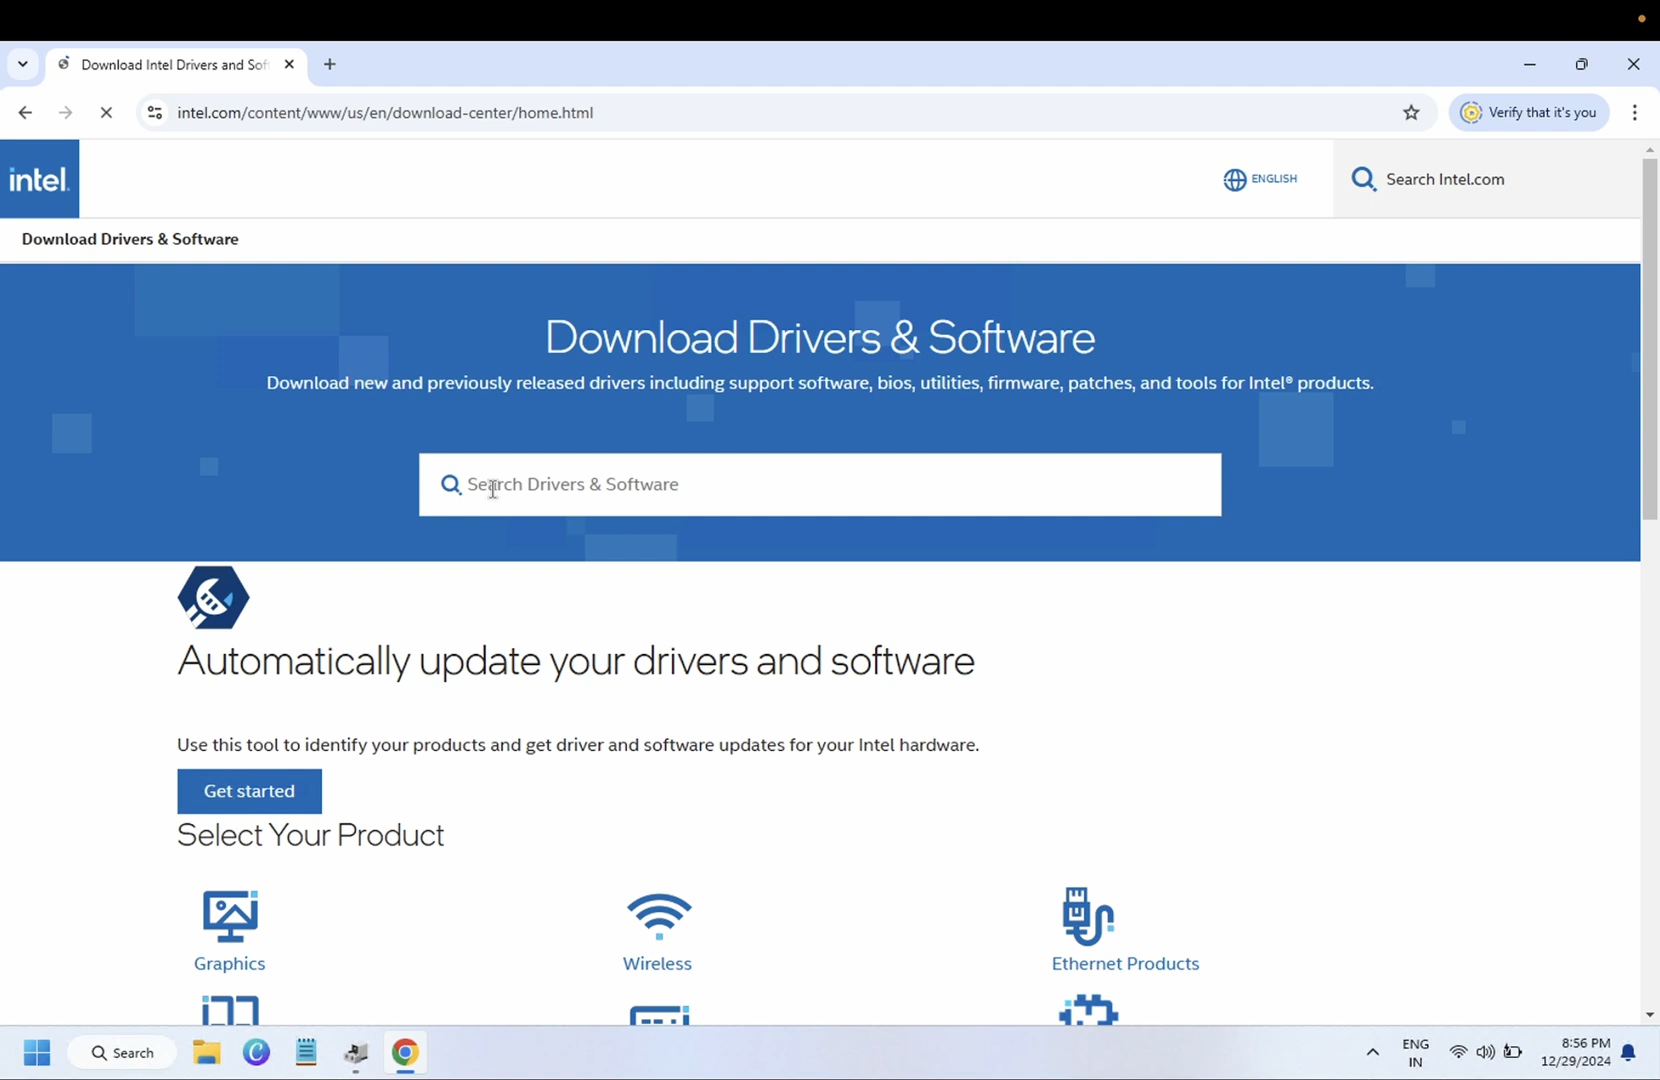 Download Intel Drivers and Sof
intel.com/content/www/us/en/download-center/home.html
Verify that it's you
intel.
ENGLISH
Search Intel.com
Download Drivers & Software
Download Drivers & Software
Download new and previously released drivers including support software, bios, utilities, firmware, patches, and tools for Intel® products.
Search Drivers & Software
Automatically update your drivers and software
Use this tool to identify your products and get driver and software updates for your Intel hardware.
Get started
Select Your Product
Graphics
Wireless
Ethernet Products
Search
ENG
IN
8:56 PM
12/29/2024